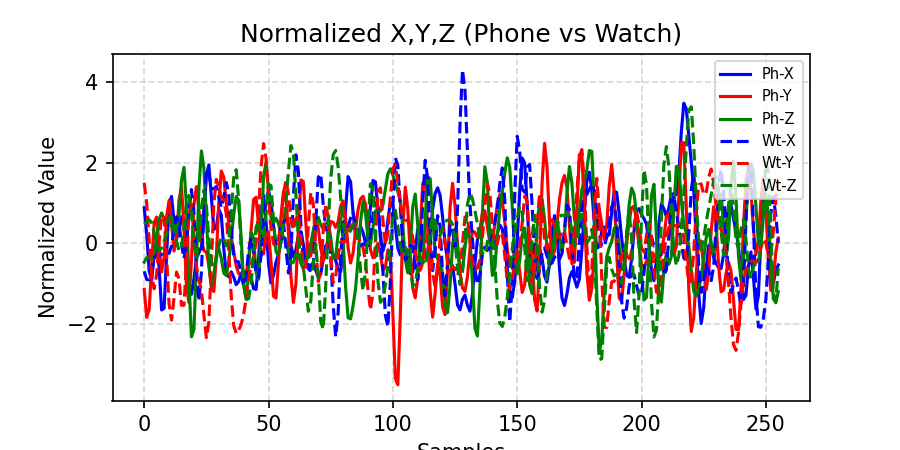 Normalized X,Y,Z (Phone vs Watch)
Normalized Value
4
2
0
−2
0
50
100
150
200
250
Samples
Ph-X
Ph-Y
Ph-Z
Wt-X
Wt-Y
Wt-Z